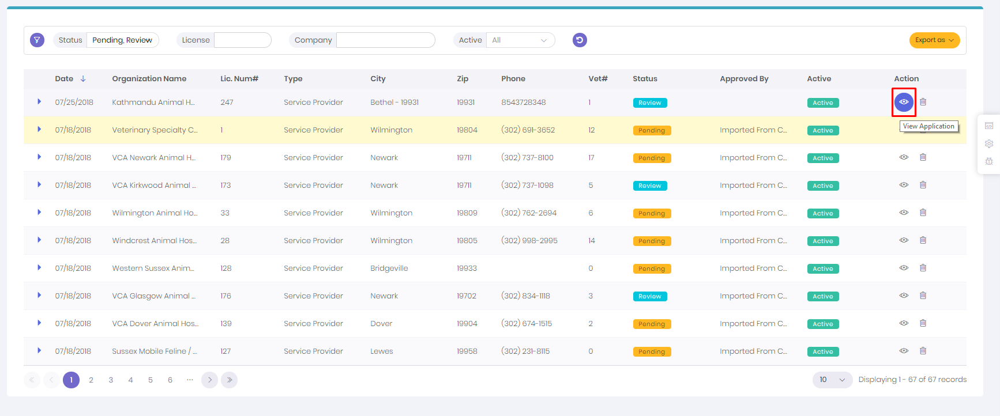 Status Pending, Review License Company Active All Export as
Date Organization Name Lic. Num# Type City Zip Phone Vet# Status Approved By Active Action
07/25/2018 Kathmandu Animal H... 247 Service Provider Bethel - 19931 19931 8543728348 1 Review Active
View Application
07/18/2018 Veterinary Specialty C... 1 Service Provider Wilmington 19804 (302) 691-3652 12 Pending Imported From C... Active
07/18/2018 VCA Newark Animal H... 179 Service Provider Newark 19711 (302) 737-8100 17 Pending Imported From C... Active
07/18/2018 VCA Kirkwood Animal ... 173 Service Provider Newark 19711 (302) 737-1098 5 Review Imported From C... Active
07/18/2018 Wilmington Animal Ho... 33 Service Provider Wilmington 19809 (302) 762-2694 6 Pending Imported From C... Active
07/18/2018 Windcrest Animal Hos... 28 Service Provider Wilmington 19805 (302) 998-2995 14 Pending Imported From C... Active
07/18/2018 Western Sussex Anim... 128 Service Provider Bridgeville 19933 0 Pending Imported From C... Active
07/18/2018 VCA Glasgow Animal ... 176 Service Provider Newark 19702 (302) 834-1118 3 Review Imported From C... Active
07/18/2018 VCA Dover Animal Hos... 139 Service Provider Dover 19904 (302) 674-1515 2 Pending Imported From C... Active
07/18/2018 Sussex Mobile Feline / ... 127 Service Provider Lewes 19958 (302) 231-8115 0 Pending Imported From C... Active
1 2 3 4 5 6 ... 10 Displaying 1 - 67 of 67 records